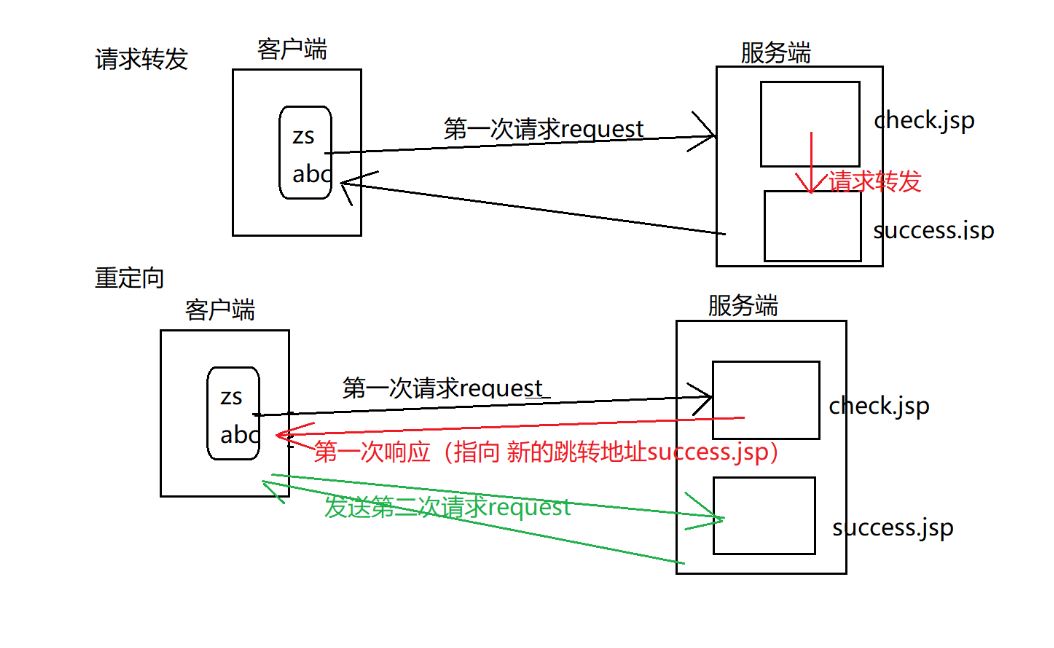 请求转发
客户端
服务端
zs
abc
第一次请求request
check.jsp
请求转发
success.jsp
重定向
客户端
服务端
zs
abc
第一次请求request
check.jsp
第一次响应（指向 新的跳转地址success.jsp）
发送第二次请求request
success.jsp